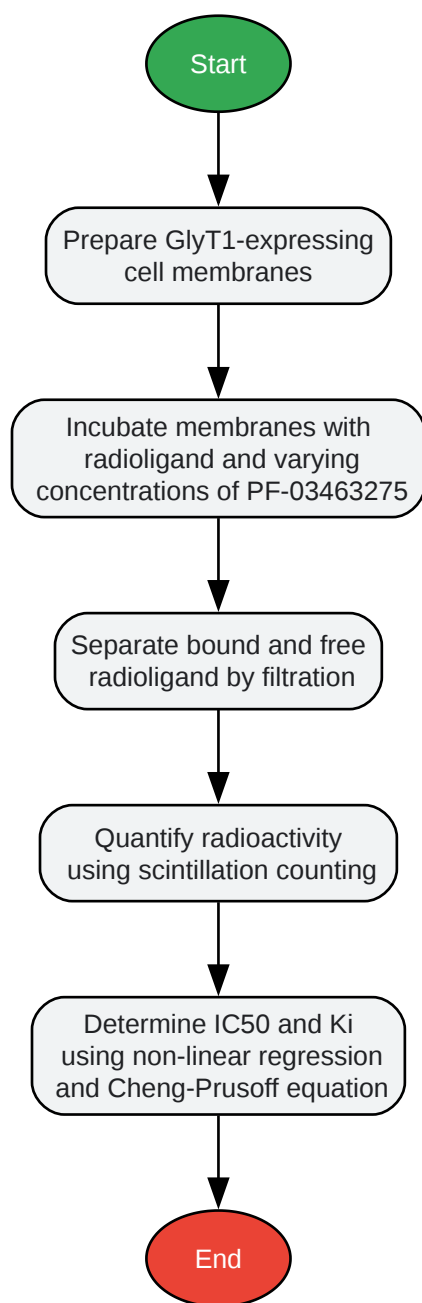 Start
Prepare GlyT1-expressing
cell membranes
Incubate membranes with
radioligand and varying
concentrations of PF-03463275
Separate bound and free
radioligand by filtration
Quantify radioactivity
using scintillation counting
Determine IC50 and Ki
using non-linear regression
and Cheng-Prusoff equation
End